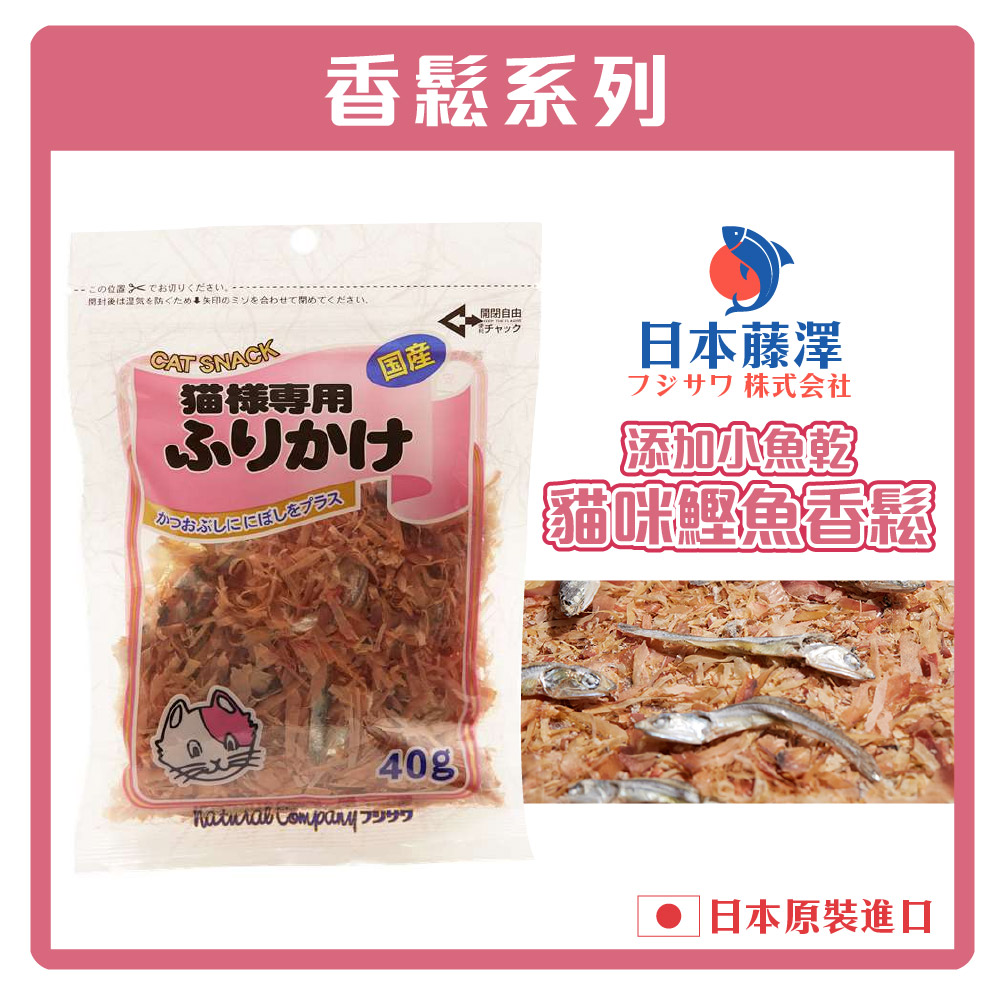 香鬆系列
この位置✂でお切りください。
開封後は湿気を防ぐため⬇矢印のミゾを合わせて閉めてください。
開閉自由
チャック
CAT SNACK
国産
猫様専用
ふりかけ
かつおぶしに にぼしをプラス
40g
Natural Company フジサワ
日本藤澤
フジサワ 株式会社
添加小魚乾
貓咪鰹魚香鬆
日本原裝進口